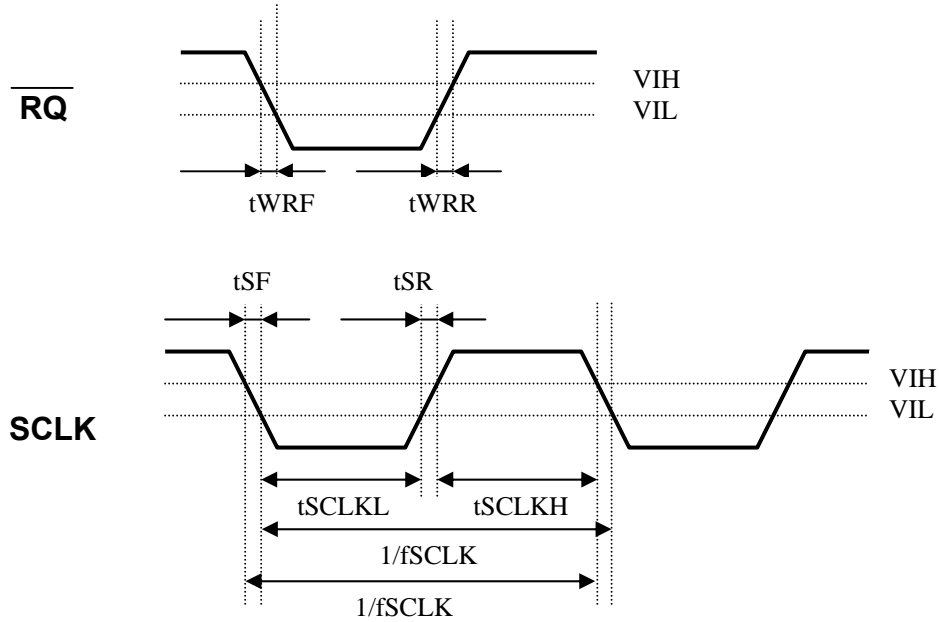 RQ
VIH
VIL
tWRF tWRR
tSF tSR
VIH
VIL
SCLK
tSCLKL tSCLKH
1/fSCLK
1/fSCLK